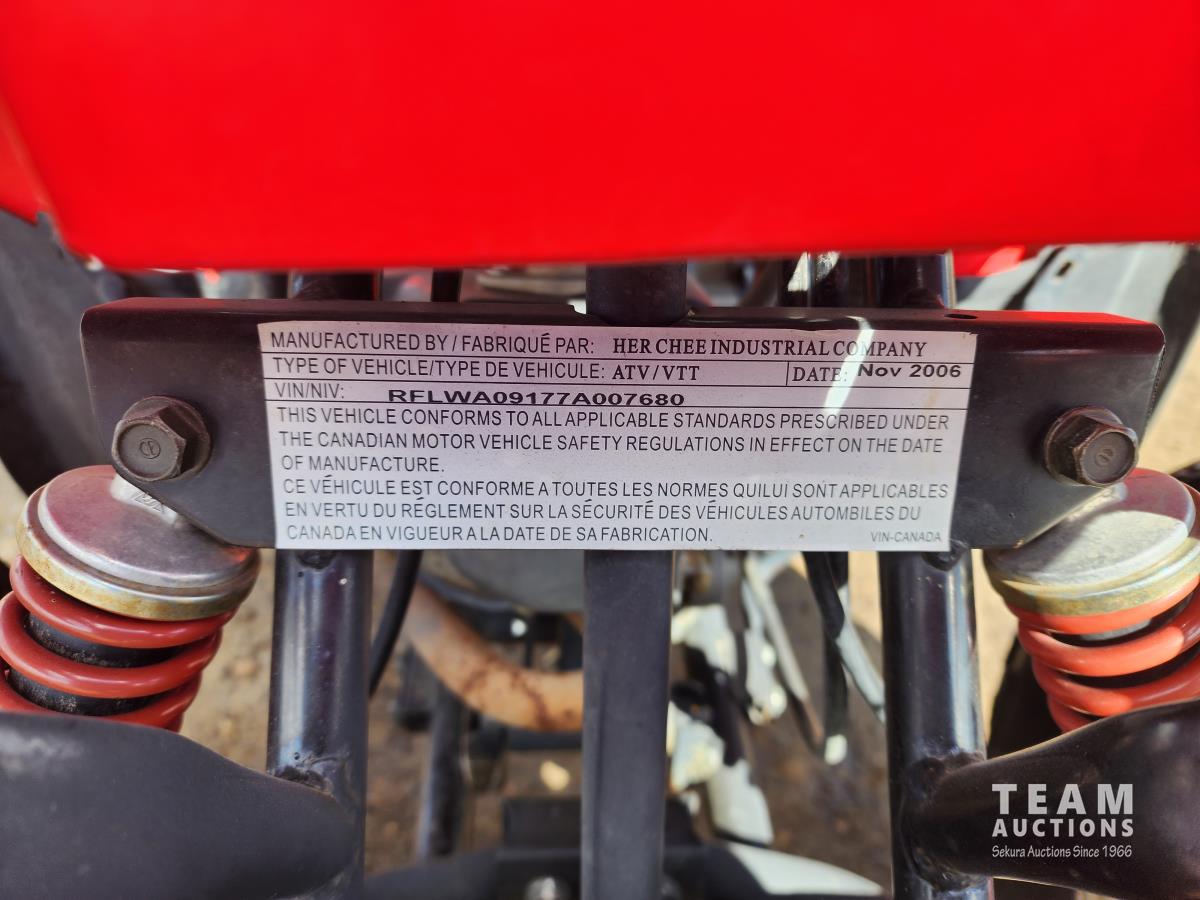 MANUFACTURED BY / FABRIQUÉ PAR: HER CHEE INDUSTRIAL COMPANY
TYPE OF VEHICLE/TYPE DE VEHICULE: ATV/VTT DATE: Nov 2006
VIN/NIV: RFLWA09177A007680
THIS VEHICLE CONFORMS TO ALL APPLICABLE STANDARDS PRESCRIBED UNDER
THE CANADIAN MOTOR VEHICLE SAFETY REGULATIONS IN EFFECT ON THE DATE
OF MANUFACTURE.
CE VÉHICULE EST CONFORME A TOUTES LES NORMES QUILUI SONT APPLICABLES
EN VERTU DU RÉGLEMENT SUR LA SÉCURITÉ DES VÉHICULES AUTOMBILES DU
CANADA EN VIGUEUR A LA DATE DE SA FABRICATION. VIN-CANADA
TEAM
AUCTIONS
Sekura Auctions Since 1966